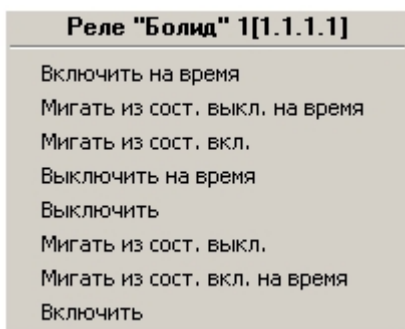 Реле "Болид" 1[1.1.1.1]
Включить на время
Мигать из сост. выкл. на время
Мигать из сост. вкл.
Выключить на время
Выключить
Мигать из сост. выкл.
Мигать из сост. вкл. на время
Включить